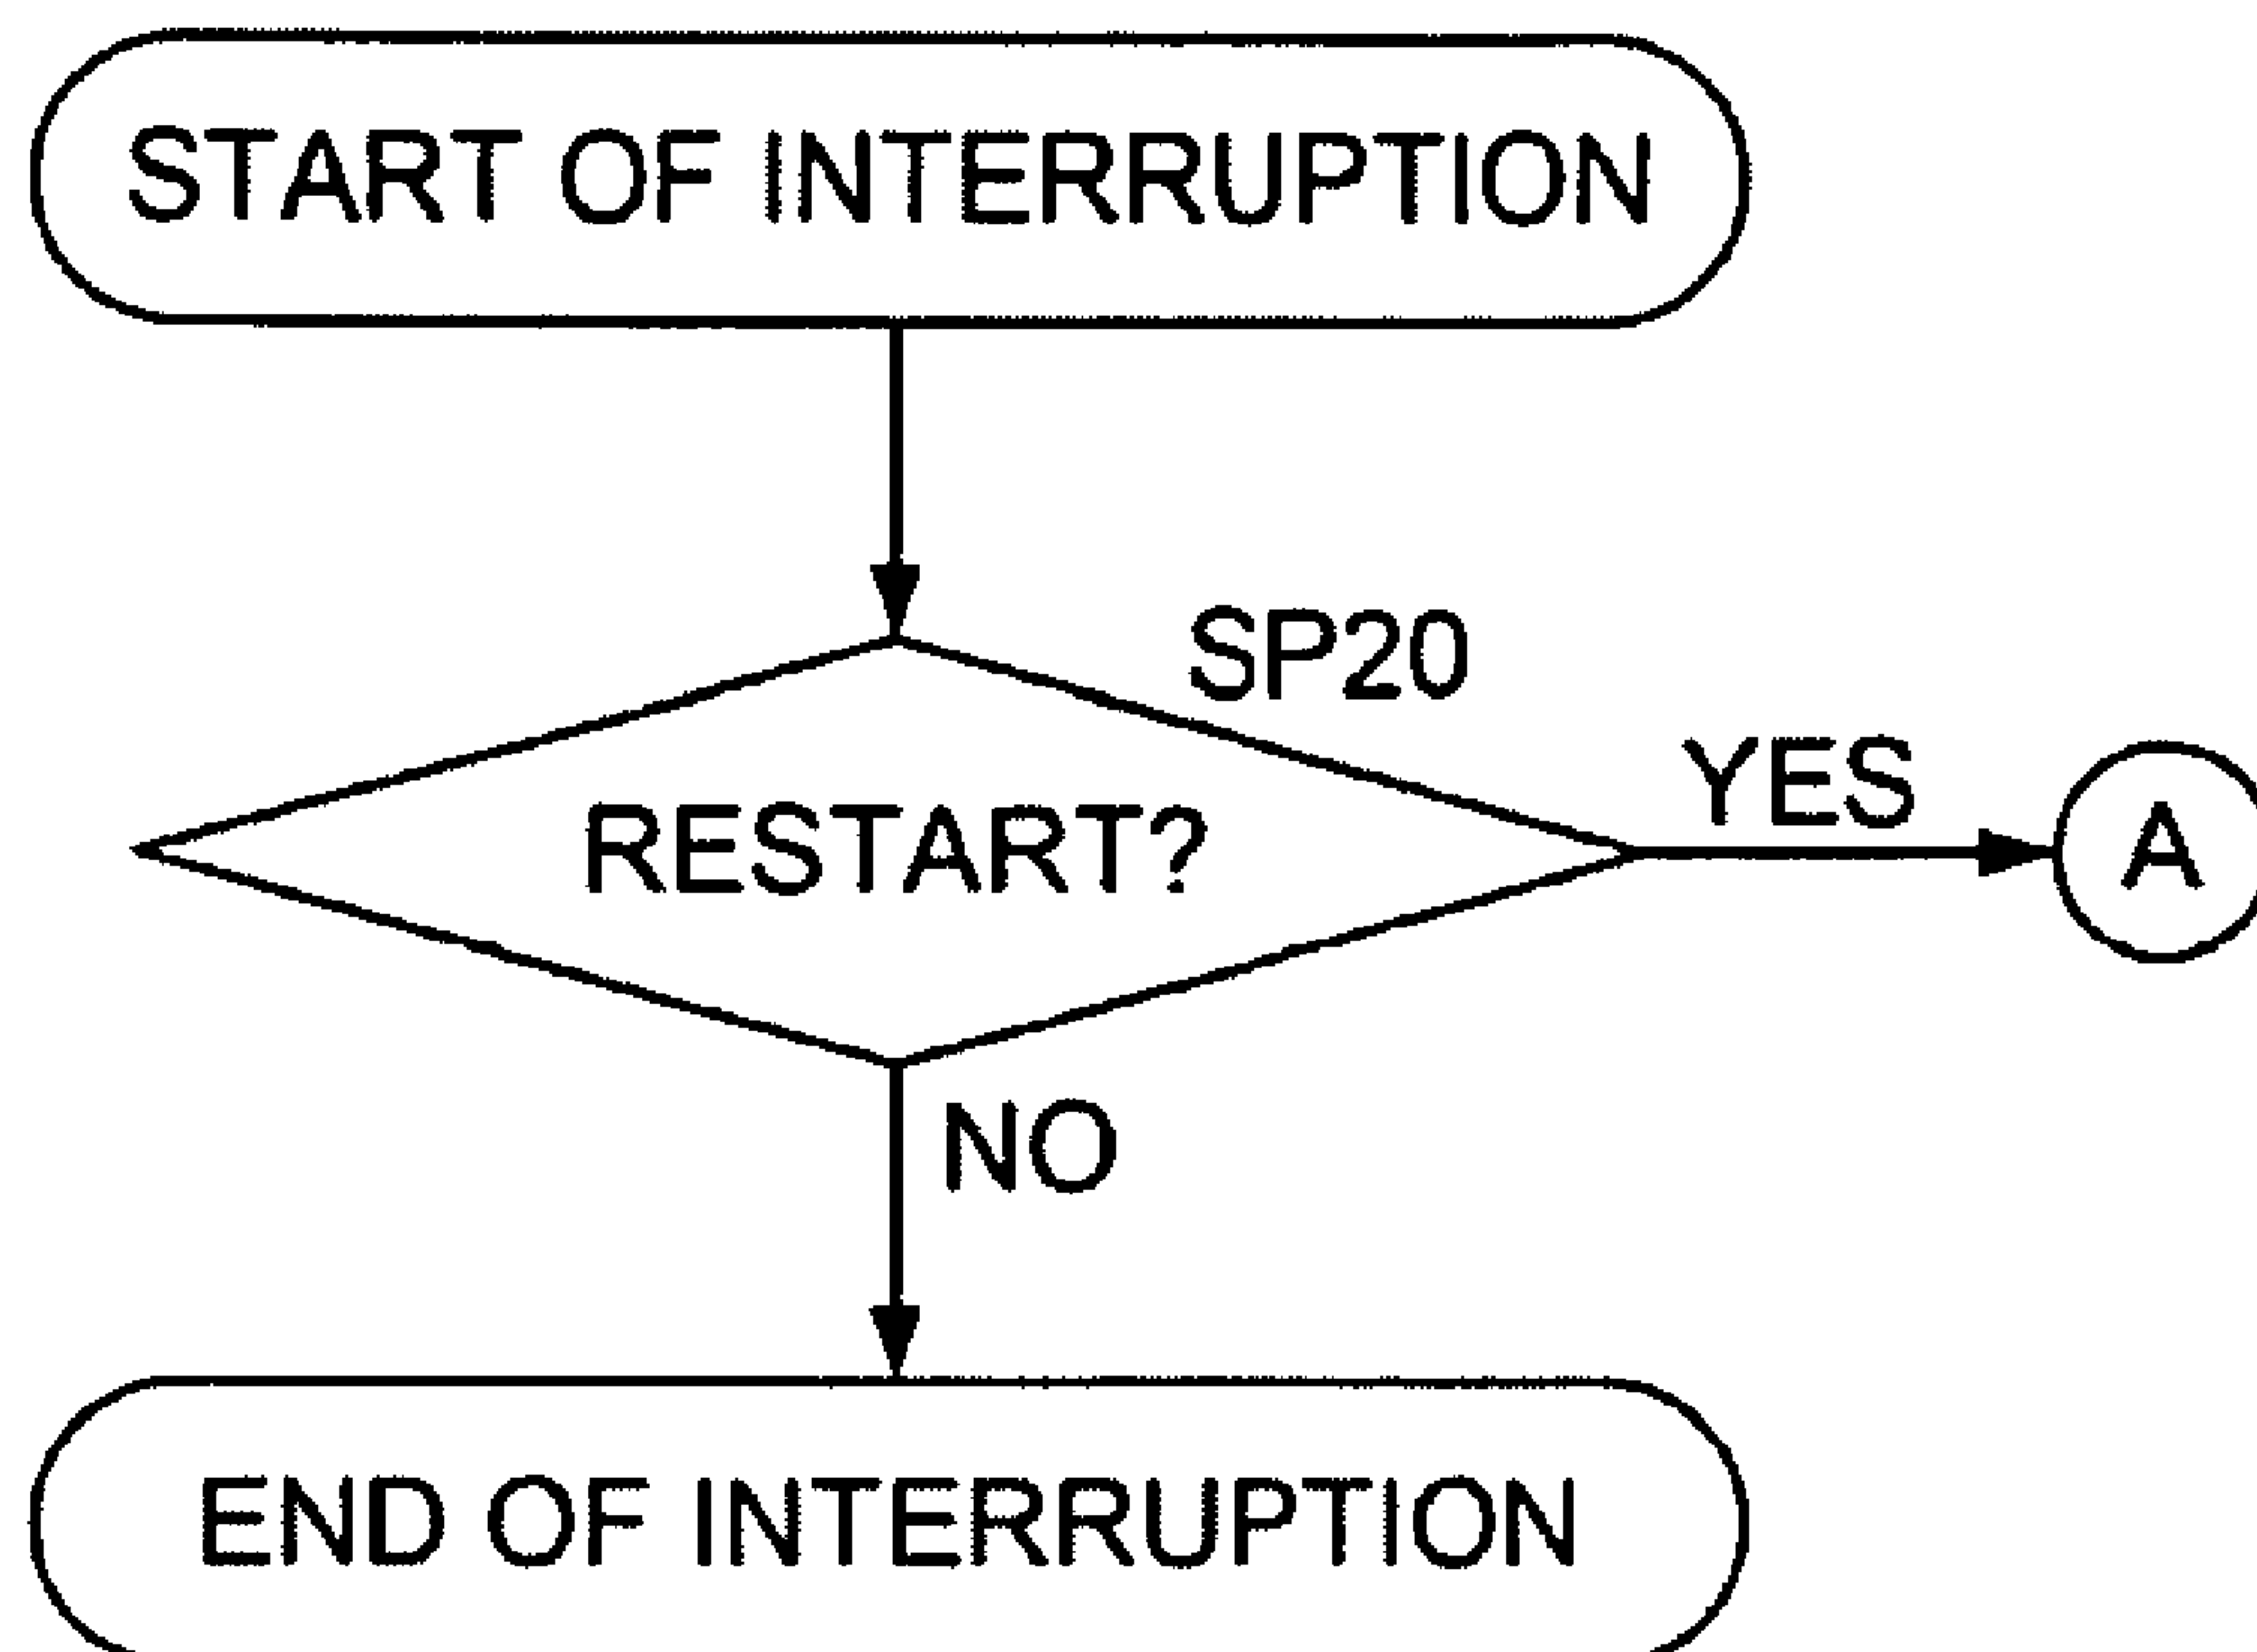 START OF INTERRUPTION
SP20
YES
RESTART?
A
NO
END OF INTERRUPTION